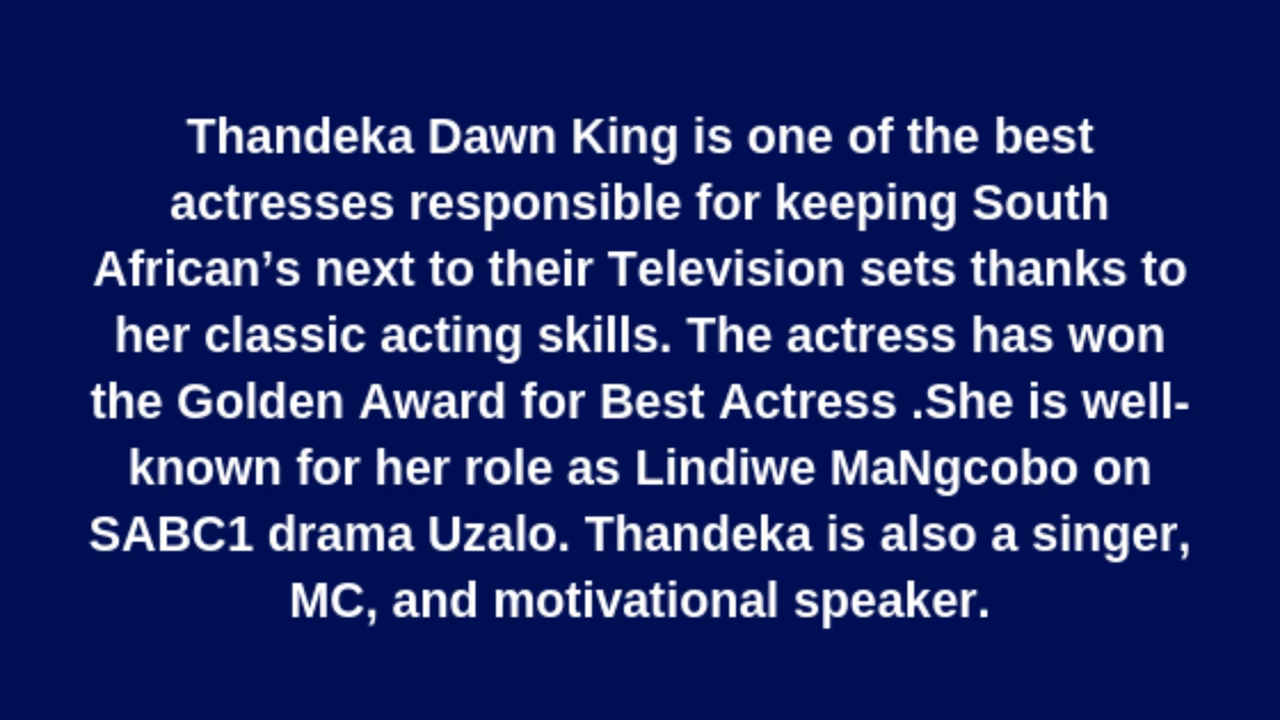 Thandeka Dawn King is one of the best
actresses responsible for keeping South
African’s next to their Television sets thanks to
her classic acting skills. The actress has won
the Golden Award for Best Actress .She is well-
known for her role as Lindiwe MaNgcobo on
SABC1 drama Uzalo. Thandeka is also a singer,
MC, and motivational speaker.